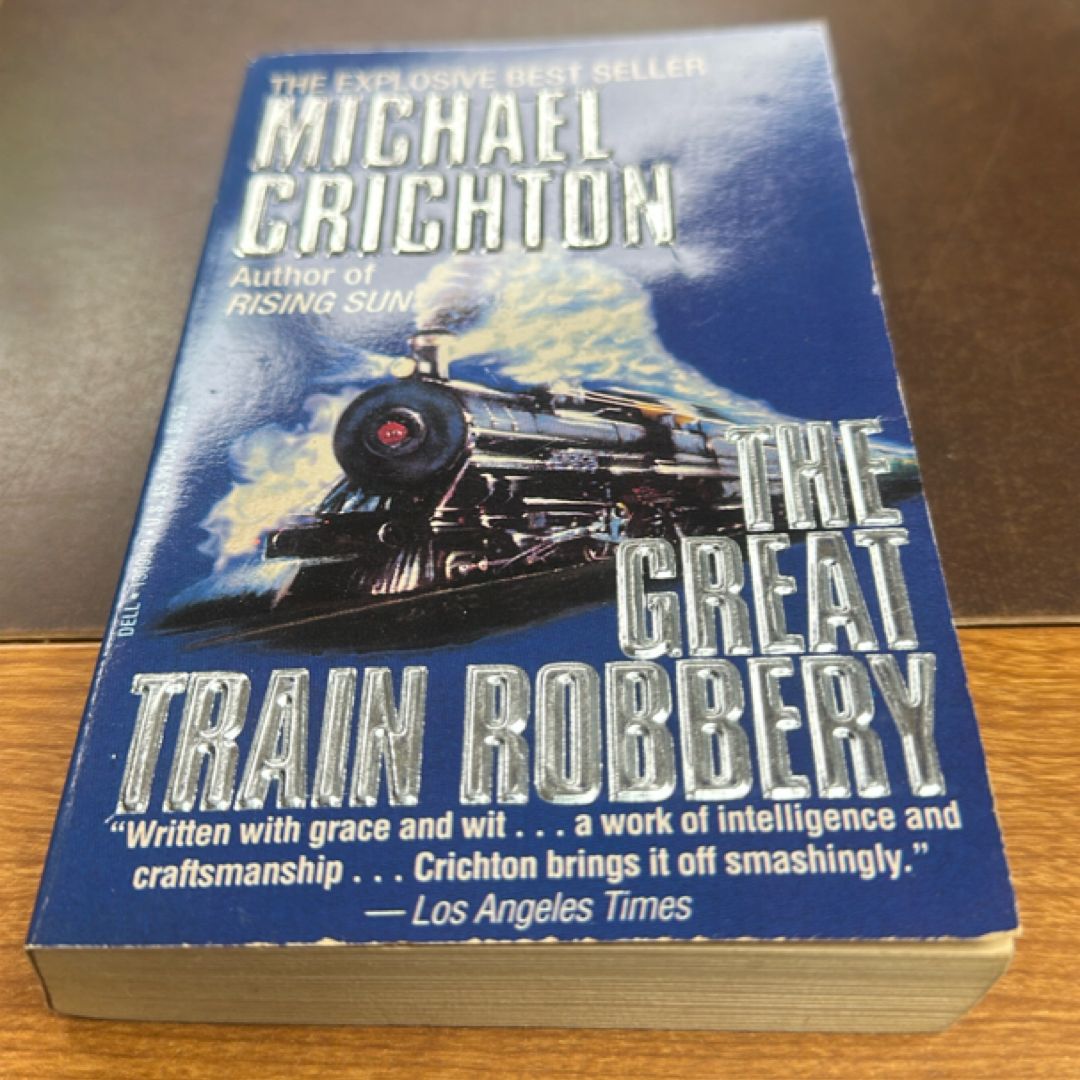 THE EXPLOSIVE BEST SELLER
MICHAEL
CRICHTON
Author of
RISING SUN
THE
GREAT
TRAIN ROBBERY
“Written with grace and wit . . . a work of intelligence and
craftsmanship . . . Crichton brings it off smashingly.”
— Los Angeles Times
DELL